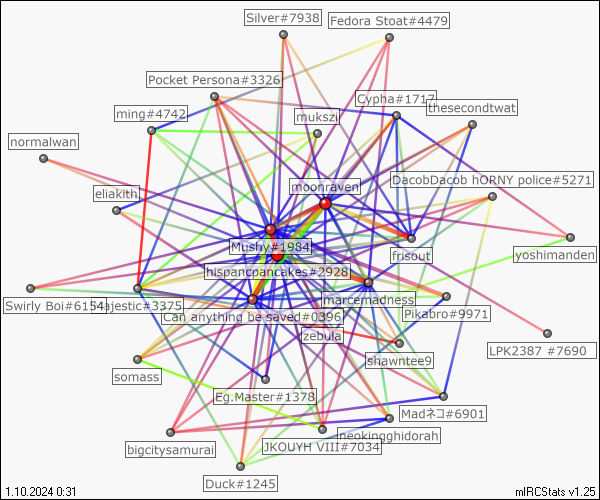 Silver#7938
Fedora Stoat#4479
Pocket Persona#3326
Cypha#1717
thesecondtwat
ming#4742
mukszi
normalwan
moonraven
DacobDacob hORNY police#5271
eliakith
Mushy#1984
frisout
yoshimanden
hispancpancakes#2928
Swirly Boi#6154
ajestic#3375
marcemadness
Can anything be saved#0396
Pikabro#9971
zebula
shawntee9
LPK2387 #7690
somass
Eg.Master#1378
Madネコ#6901
neokingghidorah
bigcitysamurai
JKOUYH VIII#7034
Duck#1245
1.10.2024 0:31
mIRCStats v1.25